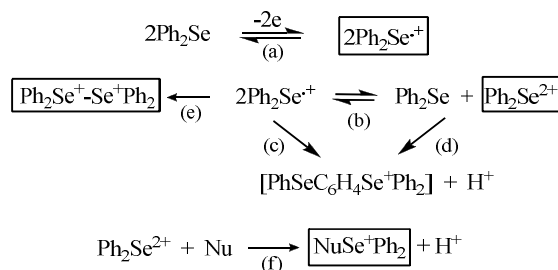 2Ph₂Se -2e (a) 2Ph₂Se·⁺
Ph₂Se⁺-Se⁺Ph₂ (e) 2Ph₂Se·⁺ (b) Ph₂Se + Ph₂Se²⁺
(c) (d)
[PhSeC₆H₄Se⁺Ph₂] + H⁺
Ph₂Se²⁺ + Nu (f) NuSe⁺Ph₂ + H⁺